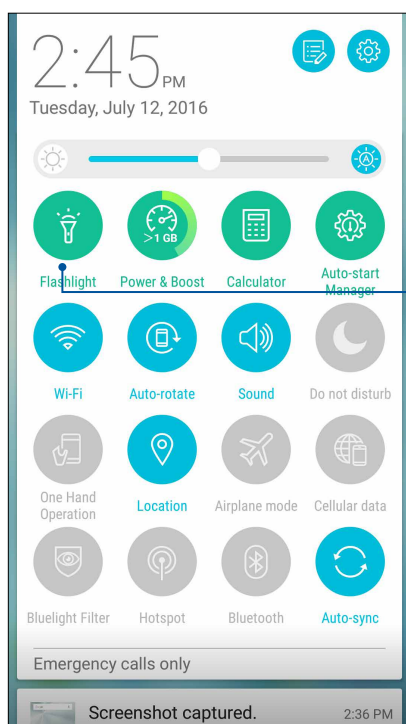 2:45 PM
Tuesday, July 12, 2016
A
>1 GB
Flashlight Power & Boost Calculator Auto-start
Manager
Wi-Fi Auto-rotate Sound Do not disturb
One Hand
Operation Location Airplane mode Cellular data
Bluelight Filter Hotspot Bluetooth Auto-sync
Emergency calls only
Screenshot captured. 2:36 PM